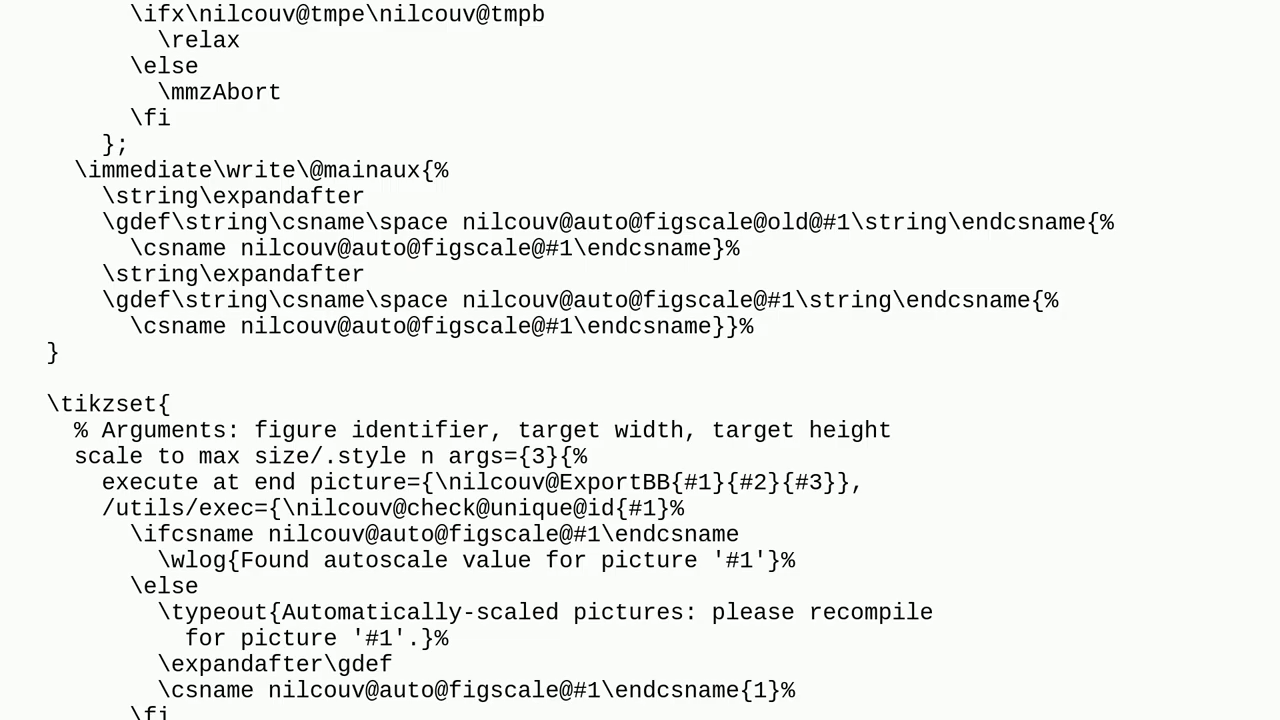 \ifx\nilcouv@tmpe\nilcouv@tmpb
\relax
\else
\mmzAbort
\fi
};
\immediate\write\@mainaux{%
\string\expandafter
\gdef\string\csname\space nilcouv@auto@figscale@old@#1\string\endcsname{%
\csname nilcouv@auto@figscale@#1\endcsname}%
\string\expandafter
\gdef\string\csname\space nilcouv@auto@figscale@#1\string\endcsname{%
\csname nilcouv@auto@figscale@#1\endcsname}}%
}
\tikzset{
% Arguments: figure identifier, target width, target height
scale to max size/.style n args={3}{%
execute at end picture={\nilcouv@ExportBB{#1}{#2}{#3}},
/utils/exec={\nilcouv@check@unique@id{#1}%
\ifcsname nilcouv@auto@figscale@#1\endcsname
\wlog{Found autoscale value for picture '#1'}%
\else
\typeout{Automatically-scaled pictures: please recompile
for picture '#1'.}%
\expandafter\gdef
\csname nilcouv@auto@figscale@#1\endcsname{1}%
\fi